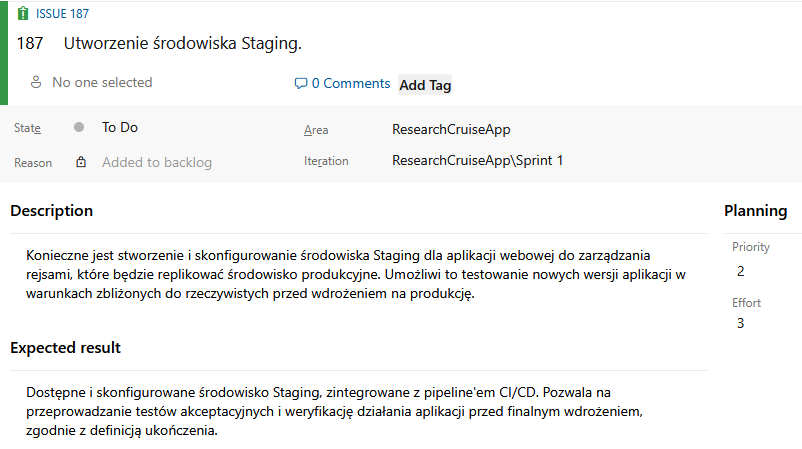 ISSUE 187
187 Utworzenie środowiska Staging.
No one selected
0 Comments
Add Tag
State To Do
Area ResearchCruiseApp
Reason Added to backlog
Iteration ResearchCruiseApp\Sprint 1
Description
Konieczne jest stworzenie i skonfigurowanie środowiska Staging dla aplikacji webowej do zarządzania
rejsami, które będzie replikować środowisko produkcyjne. Umożliwi to testowanie nowych wersji aplikacji w
warunkach zbliżonych do rzeczywistych przed wdrożeniem na produkcję.
Planning
Priority
2
Effort
3
Expected result
Dostępne i skonfigurowane środowisko Staging, zintegrowane z pipeline'em CI/CD. Pozwala na
przeprowadzanie testów akceptacyjnych i weryfikację działania aplikacji przed finalnym wdrożeniem,
zgodnie z definicją ukończenia.